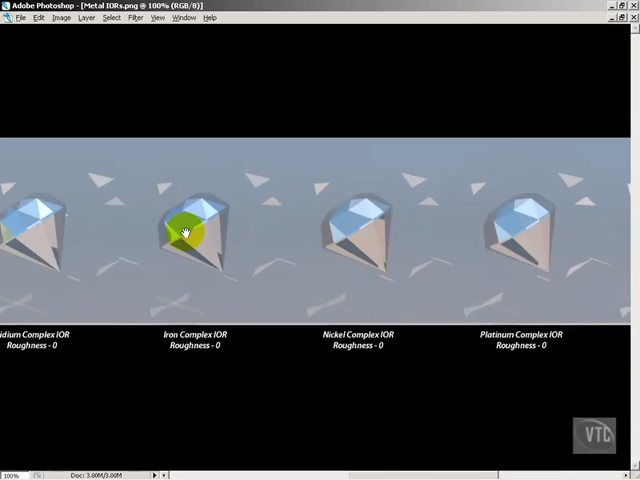 Adobe Photoshop - [Metal IORs.png @ 100% (RGB/8)]
File Edit Image Layer Select Filter View Window Help
idium Complex IOR
Roughness - 0
Iron Complex IOR
Roughness - 0
Nickel Complex IOR
Roughness - 0
Platinum Complex IOR
Roughness - 0
VTC
100% Doc: 3.00M/3.00M